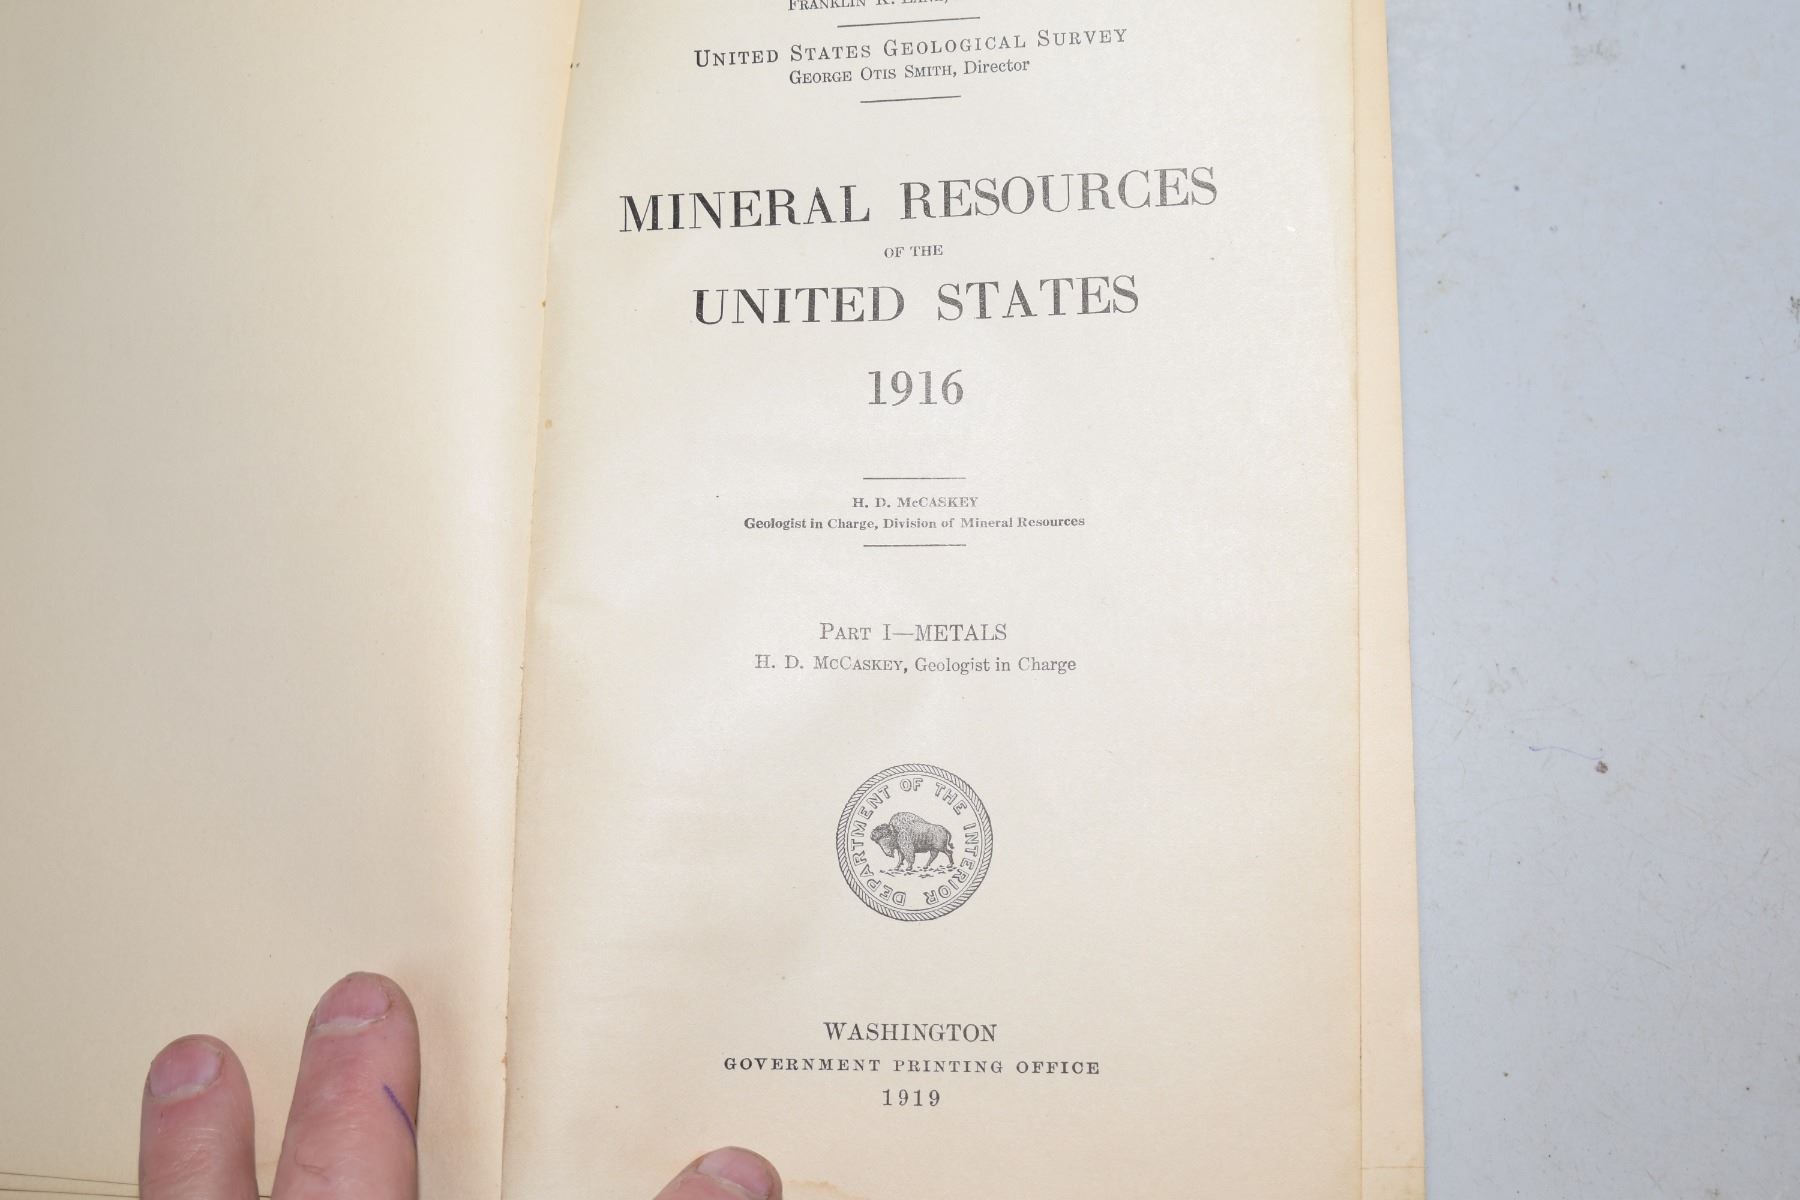 FRANKLIN K. LANE,
UNITED STATES GEOLOGICAL SURVEY
GEORGE OTIS SMITH, Director
MINERAL RESOURCES
OF THE
UNITED STATES
1916
H. D. McCASKEY
Geologist in Charge, Division of Mineral Resources
PART I—METALS
H. D. McCASKEY, Geologist in Charge
DEPARTMENT OF THE INTERIOR
WASHINGTON
GOVERNMENT PRINTING OFFICE
1919